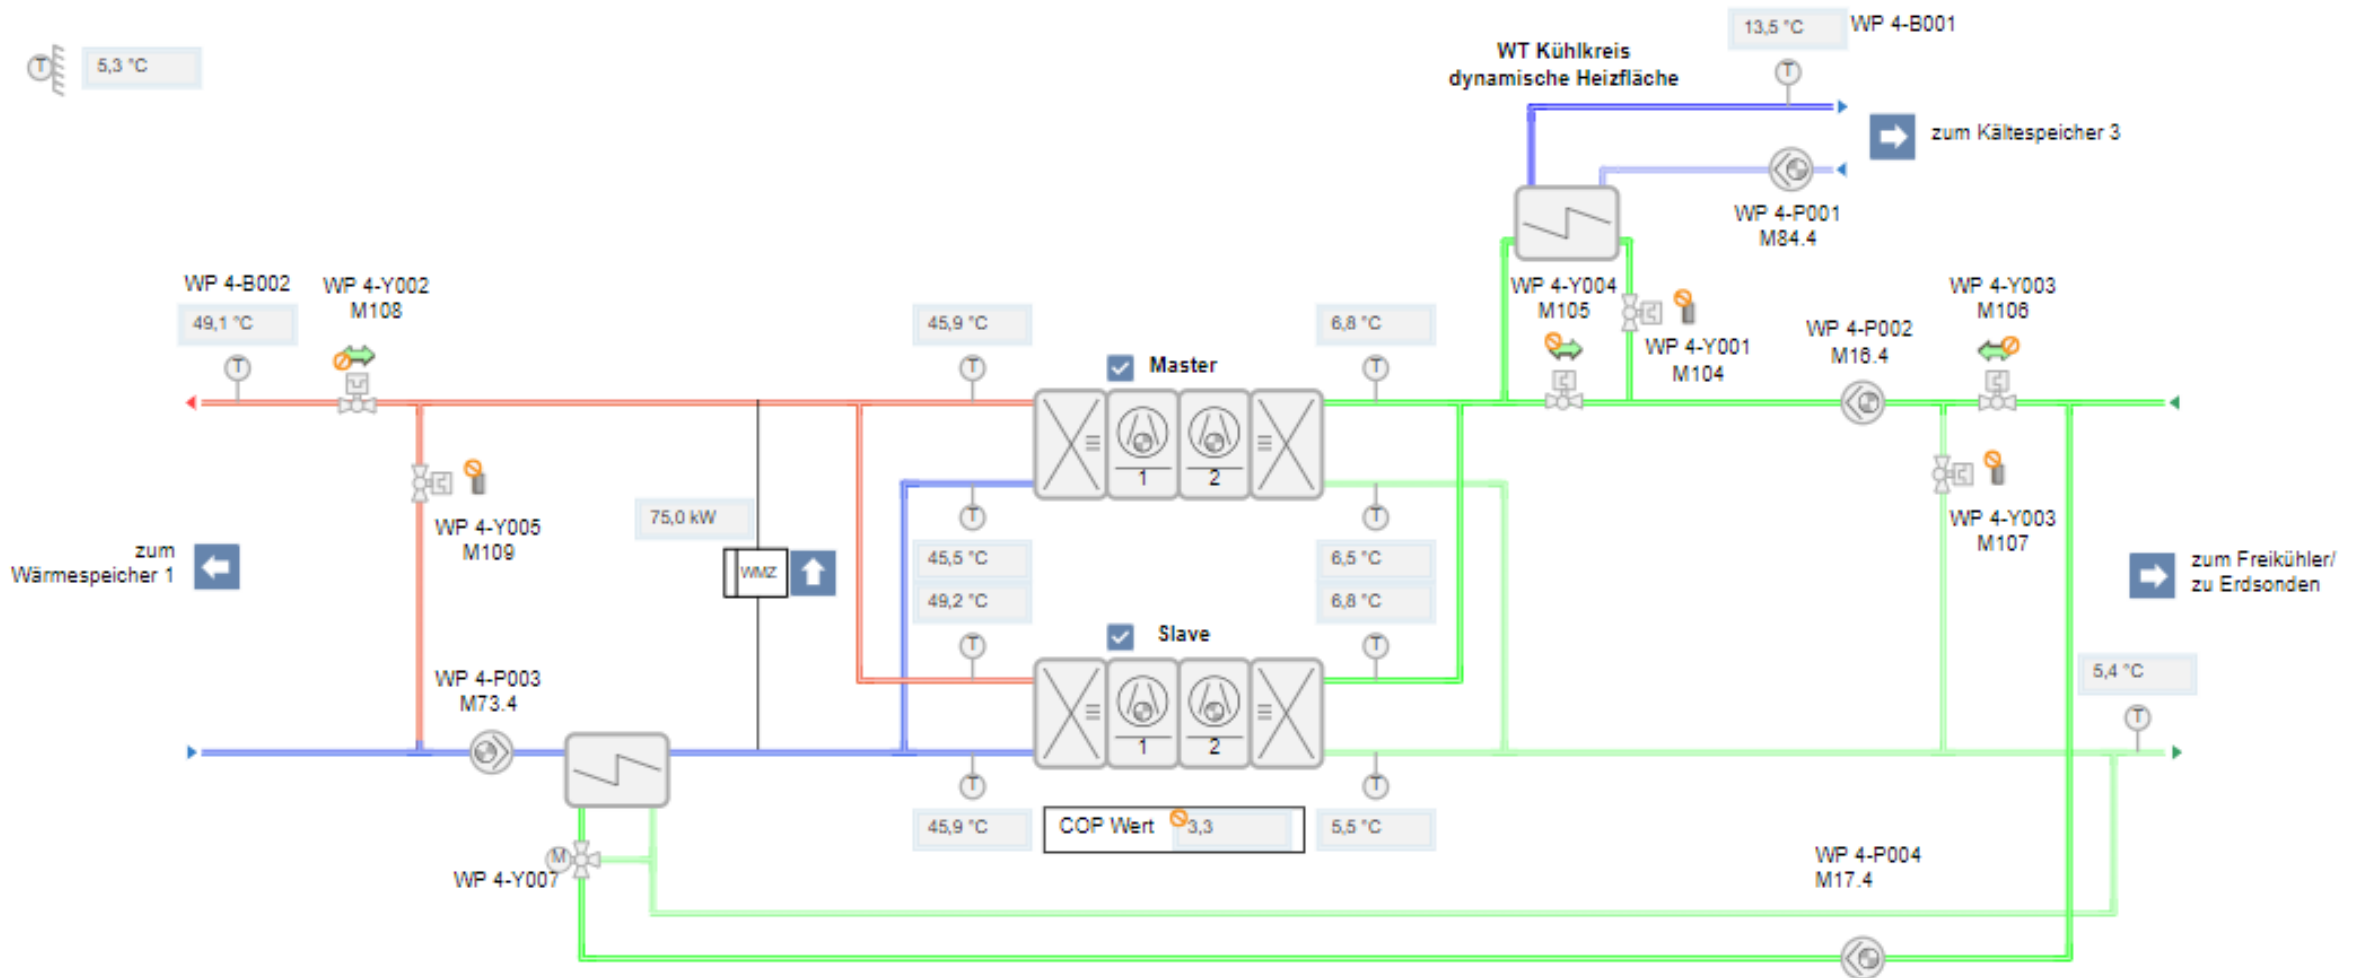 13,5 °C
WP 4-B001
T
5,3 °C
WT Kühlkreis
dynamische Heizfläche
T
zum Kältespeicher 3
WP 4-P001
M84.4
WP 4-B002
49,1 °C
T
WP 4-Y002
M108
45,9 °C
T
6,8 °C
T
Master
1
2
WP 4-Y004
M105
WP 4-Y001
M104
WP 4-P002
M16.4
WP 4-Y003
M106
WP 4-Y005
M109
75,0 kW
WMZ
T
45,5 °C
49,2 °C
T
T
6,5 °C
6,8 °C
T
WP 4-Y003
M107
zum
Wärmespeicher 1
zum Freikühler/
zu Erdsonden
Slave
1
2
WP 4-P003
M73.4
5,4 °C
T
T
45,9 °C
COP Wert
3,3
T
5,5 °C
M
WP 4-Y007
WP 4-P004
M17.4